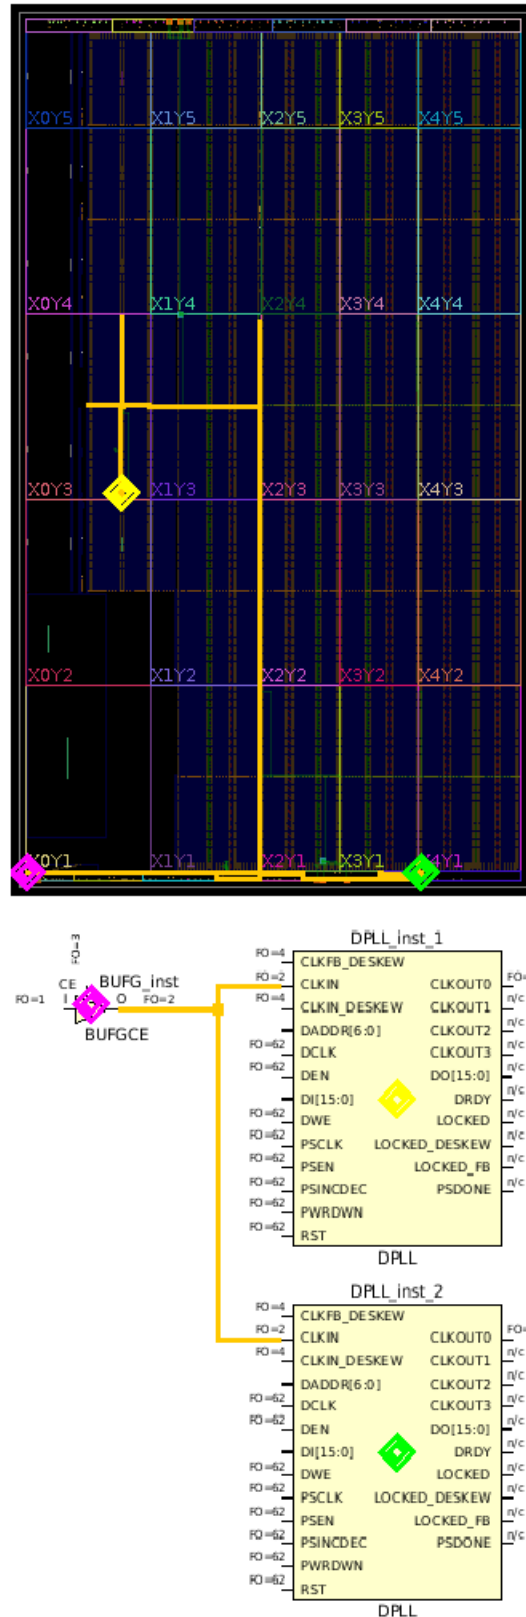 X0Y5 X1Y5 X2Y5 X3Y5 X4Y5
X0Y4 X1Y4 X2Y4 X3Y4 X4Y4
X0Y3 X1Y3 X2Y3 X3Y3 X4Y3
X0Y2 X1Y2 X2Y2 X3Y2 X4Y2
X0Y1 X1Y1 X2Y1 X3Y1 X4Y1
DPLL_inst_1
FO=3
FO=4 CLKFB_DESKEW
CE BUFG_inst FO=2 CLKIN CLKOUT0 FO=
FO=1 I O FO=2 FO=4 CLKIN_DESKEW CLKOUT1 n/c
BUFGCE DADDR[6:0] CLKOUT2 n/c
FO=62 DCLK CLKOUT3 n/c
FO=62 DEN DO[15:0] n/c
DI[15:0] DRDY n/c
FO=62 DWE LOCKED n/c
FO=62 PSCLK LOCKED_DESKEW n/c
FO=62 PSEN LOCKED_FB n/c
FO=62 PSINCDEC PSDONE n/c
FO=62 PWRDWN
FO=62 RST
DPLL
DPLL_inst_2
FO=4 CLKFB_DESKEW
FO=2 CLKIN CLKOUT0 FO=
FO=4 CLKIN_DESKEW CLKOUT1 n/c
DADDR[6:0] CLKOUT2 n/c
FO=62 DCLK CLKOUT3 n/c
FO=62 DEN DO[15:0] n/c
DI[15:0] DRDY n/c
FO=62 DWE LOCKED n/c
FO=62 PSCLK LOCKED_DESKEW n/c
FO=62 PSEN LOCKED_FB n/c
FO=62 PSINCDEC PSDONE n/c
FO=62 PWRDWN
FO=62 RST
DPLL